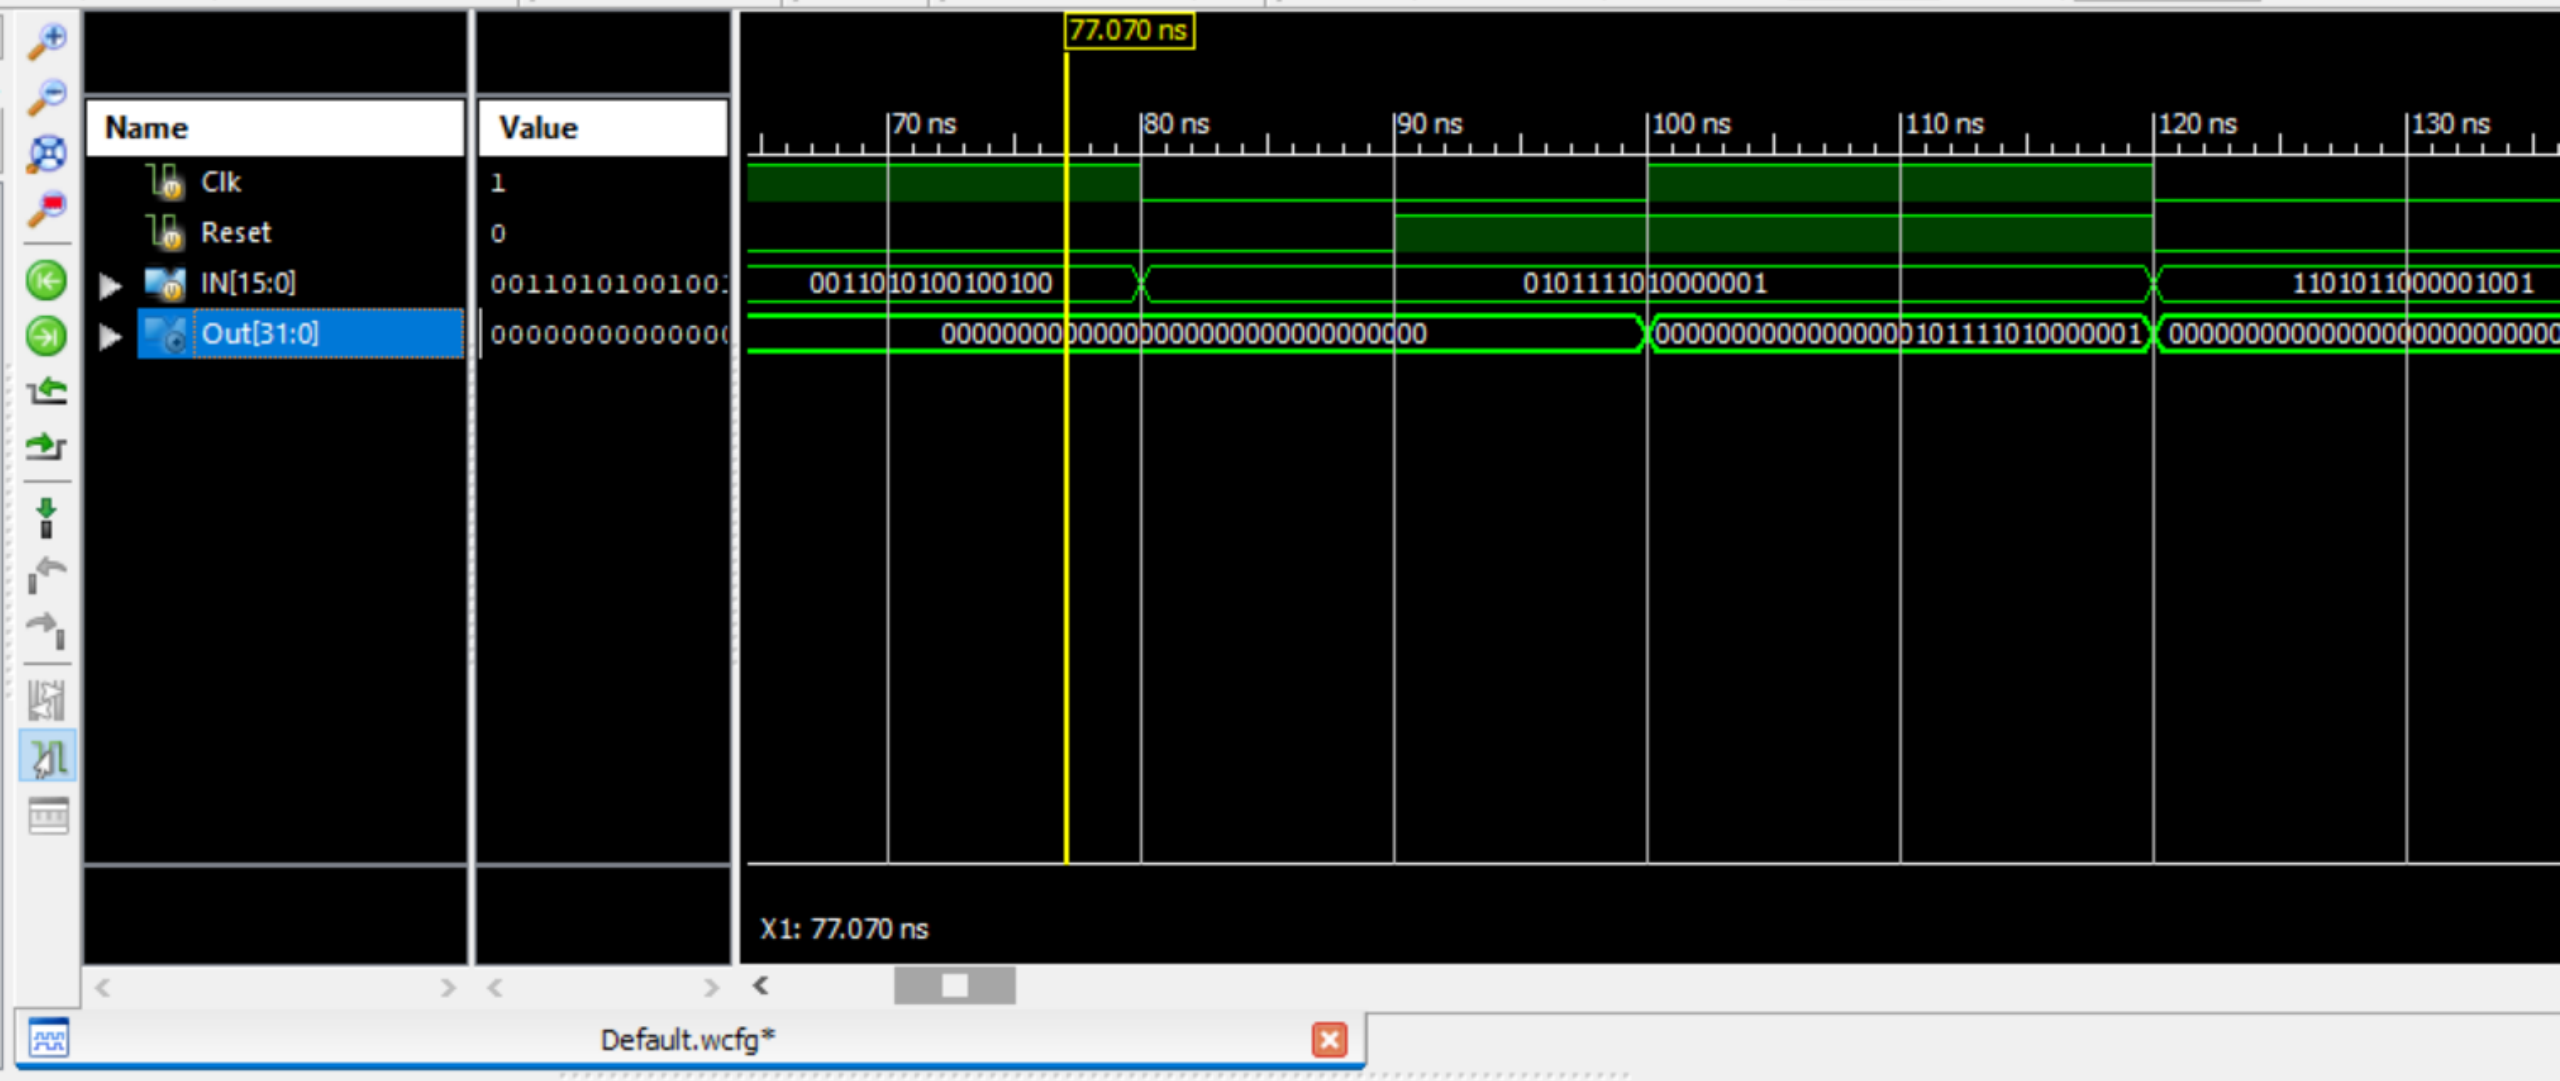 77.070 ns
Name
Value
70 ns
80 ns
90 ns
100 ns
110 ns
120 ns
130 ns
Clk
1
Reset
0
IN[15:0]
00110101001001
0011010100100100
0101111010000001
1101011000001001
Out[31:0]
00000000000000
00000000000000000000000000000000
00000000000000000101111010000001
00000000000000000000000000
X1: 77.070 ns
Default.wcfg*